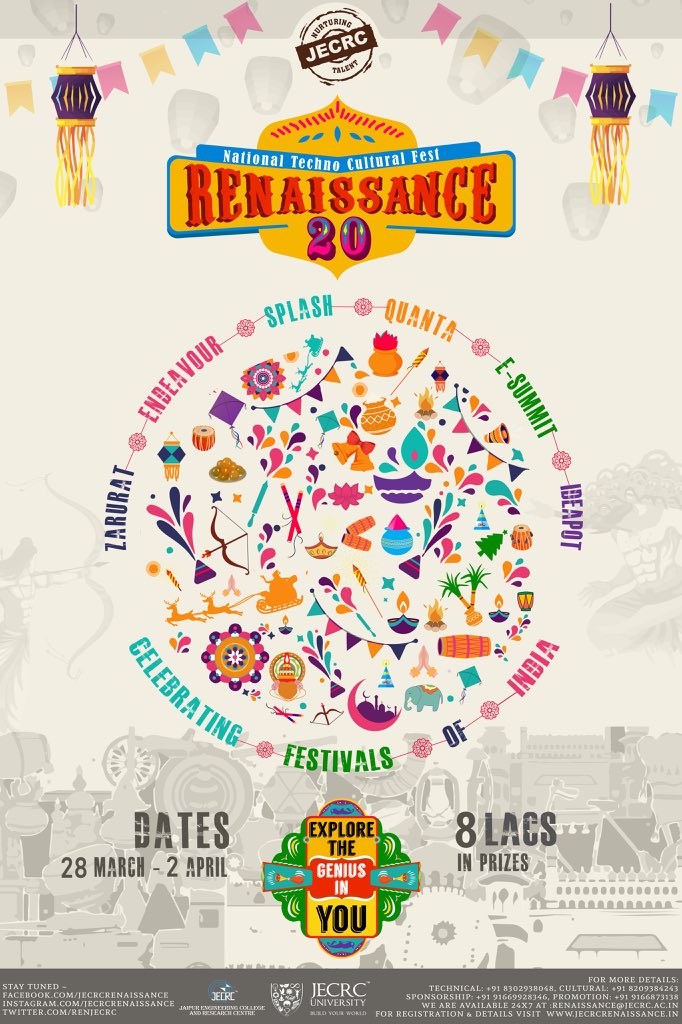 NURTURING
JECRC
TALENT
National Techno Cultural Fest
RENAISSANCE
20
ZARURAT
ENDEAVOUR
SPLASH
QUANTA
E-SUMMIT
IDEAPOT
CELEBRATING
FESTIVALS
OF
INDIA
DATES
28 MARCH - 2 APRIL
EXPLORE
THE
GENIUS
IN
YOU
8 LACS
IN PRIZES
STAY TUNED -
FACEBOOK.COM/JECRCRENAISSANCE
INSTAGRAM.COM/JECRCRENAISSANCE
TWITTER.COM/RENJECRC
JECRC
JAIPUR ENGINEERING COLLEGE
AND RESEARCH CENTRE
JECRC
UNIVERSITY
BUILD YOUR WORLD
FOR MORE DETAILS:
TECHNICAL: +91 8302938048, CULTURAL: +91 8209384243
SPONSORSHIP: +91 91669928346, PROMOTION: +91 9166873138
WE ARE AVAILABLE 24X7 AT :RENAISSANCE@JECRC.AC.IN
FOR REGISTRATION & DETAILS VISIT WWW.JECRCRENAISSANCE.IN